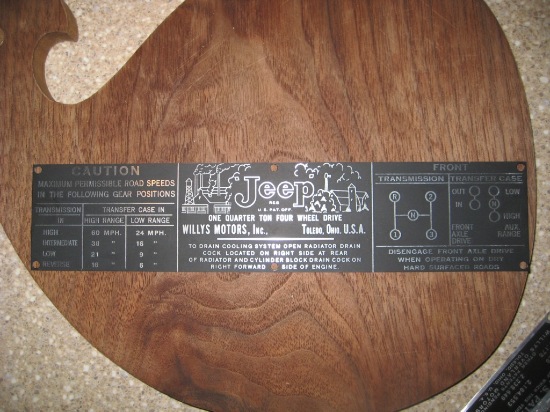 CAUTION
MAXIMUM PERMISSIBLE ROAD SPEEDS
IN THE FOLLOWING GEAR POSITIONS
TRANSMISSION TRANSFER CASE IN
IN HIGH RANGE LOW RANGE
HIGH 60 MPH. 24 MPH.
INTERMEDIATE 38 " 16 "
LOW 21 " 9 "
REVERSE 16 " 6 "
"Jeep"
REG
U.S. PAT. OFF.
ONE QUARTER TON FOUR WHEEL DRIVE
WILLYS MOTORS, Inc., TOLEDO, OHIO, U.S.A.
TO DRAIN COOLING SYSTEM OPEN RADIATOR DRAIN
COCK LOCATED ON RIGHT SIDE AT REAR
OF RADIATOR AND CYLINDER BLOCK DRAIN COCK ON
RIGHT FORWARD SIDE OF ENGINE.
FRONT
TRANSMISSION TRANSFER CASE
R 2 OUT LOW
N IN N
1 3 HIGH
FRONT AUX.
AXLE RANGE
DRIVE
DISENGAGE FRONT AXLE DRIVE
WHEN OPERATING ON DRY
HARD SURFACED ROADS